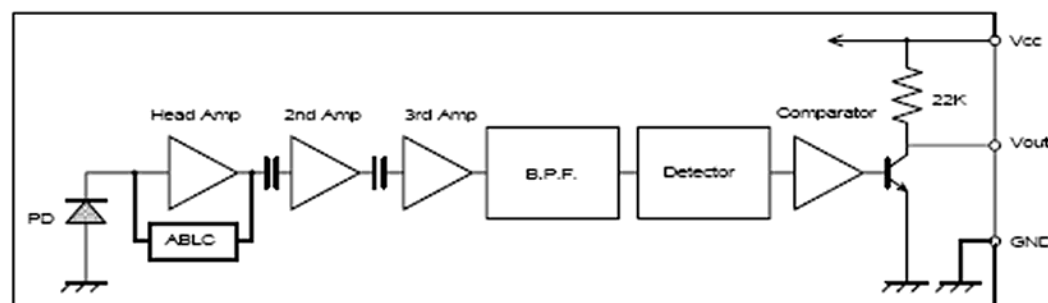 Vcc
Head Amp
2nd Amp
3rd Amp
Comparator
22K
Vout
B.P.F.
Detector
PD
ABLC
GND